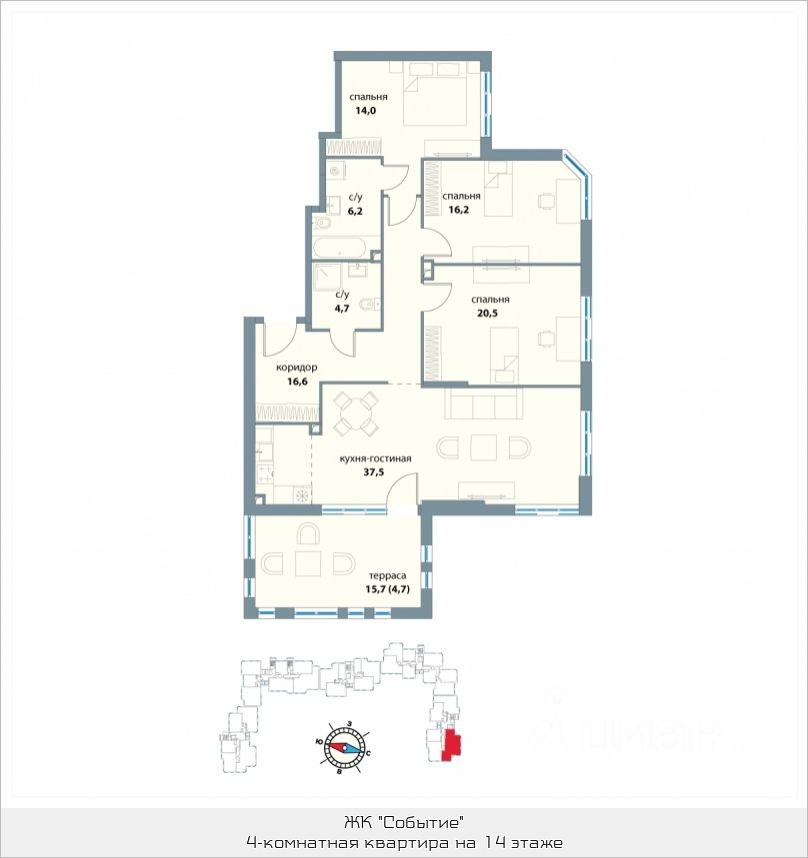 спальня
14,0
с/у
6,2
спальня
16,2
с/у
4,7
спальня
20,5
коридор
16,6
кухня-гостиная
37,5
терраса
15,7 (4,7)
З
Ю
С
В
ЖК "Событие"
4-комнатная квартира на 14 этаже